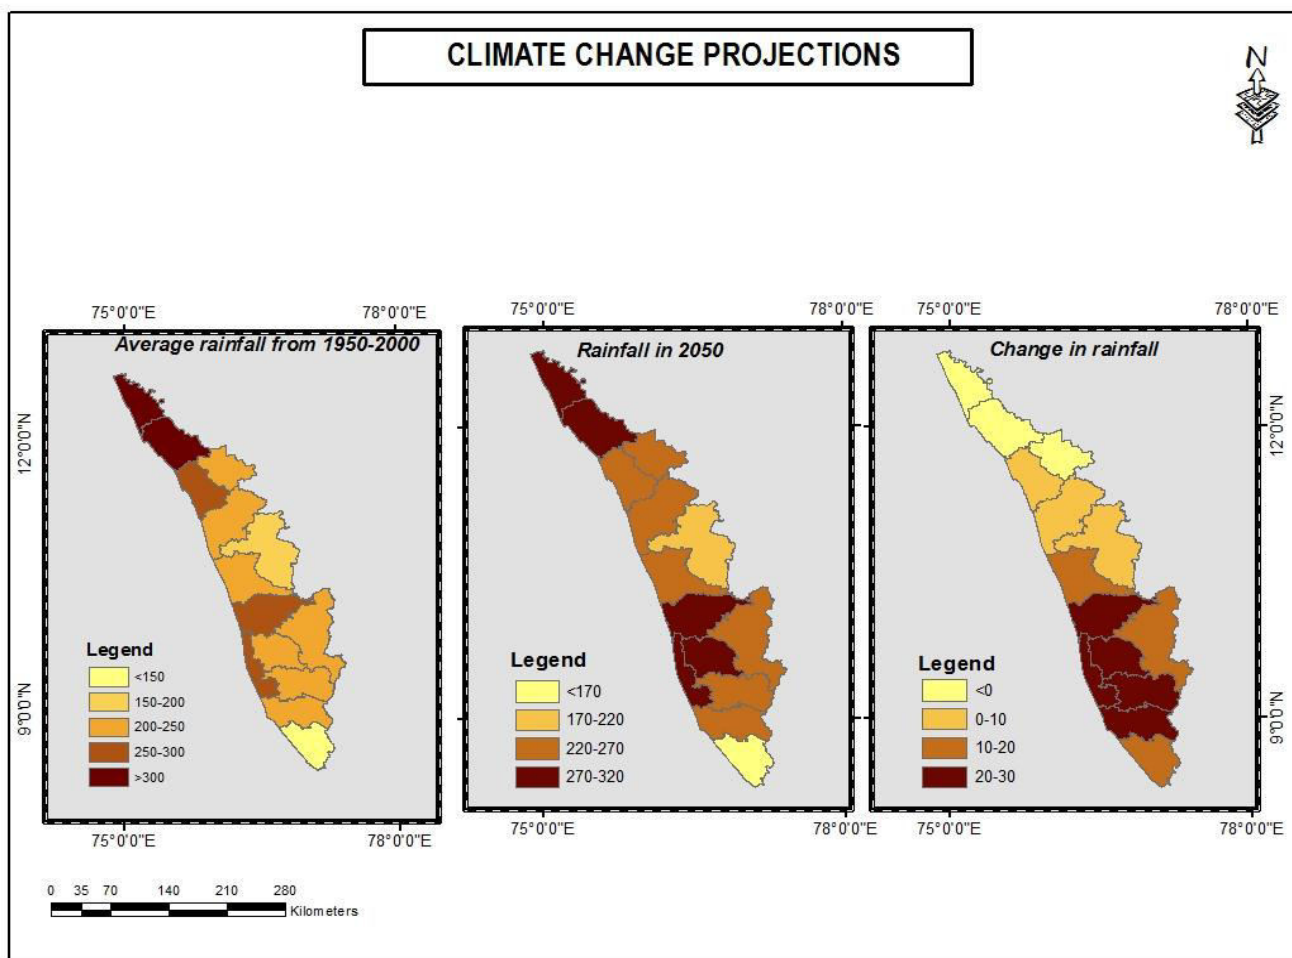 CLIMATE CHANGE PROJECTIONS
N
75°0'0"E
78°0'0"E
75°0'0"E
78°0'0"E
75°0'0"E
78°0'0"E
Average rainfall from 1950-2000
Rainfall in 2050
Change in rainfall
12°0'0"N
12°0'0"N
9°0'0"N
9°0'0"N
Legend
<150
150-200
200-250
250-300
>300
Legend
<170
170-220
220-270
270-320
Legend
<0
0-10
10-20
20-30
75°0'0"E
78°0'0"E
75°0'0"E
78°0'0"E
75°0'0"E
78°0'0"E
0 35 70 140 210 280
Kilometers